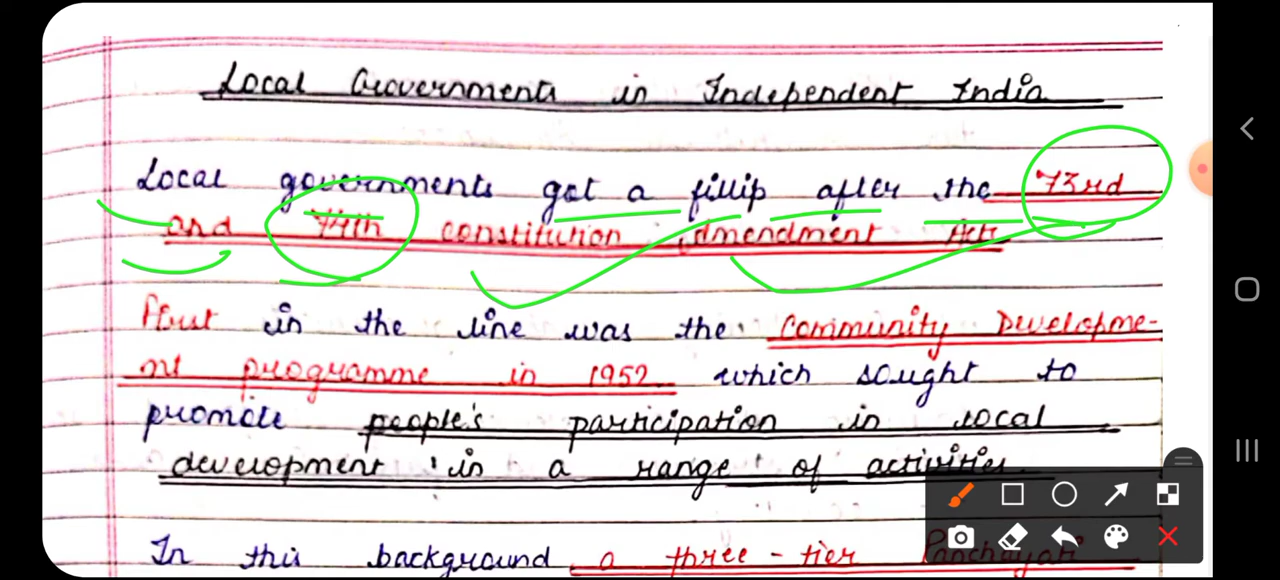 Local Governments in Independent India
Local governments got a fillip after the 73rd
and 74th constitution Amendment Acts
First in the line was the Community Developme-
nt programme in 1952 which sought to
promote people's participation in local
development in a range of activities
In this background a three-tier Panchayati